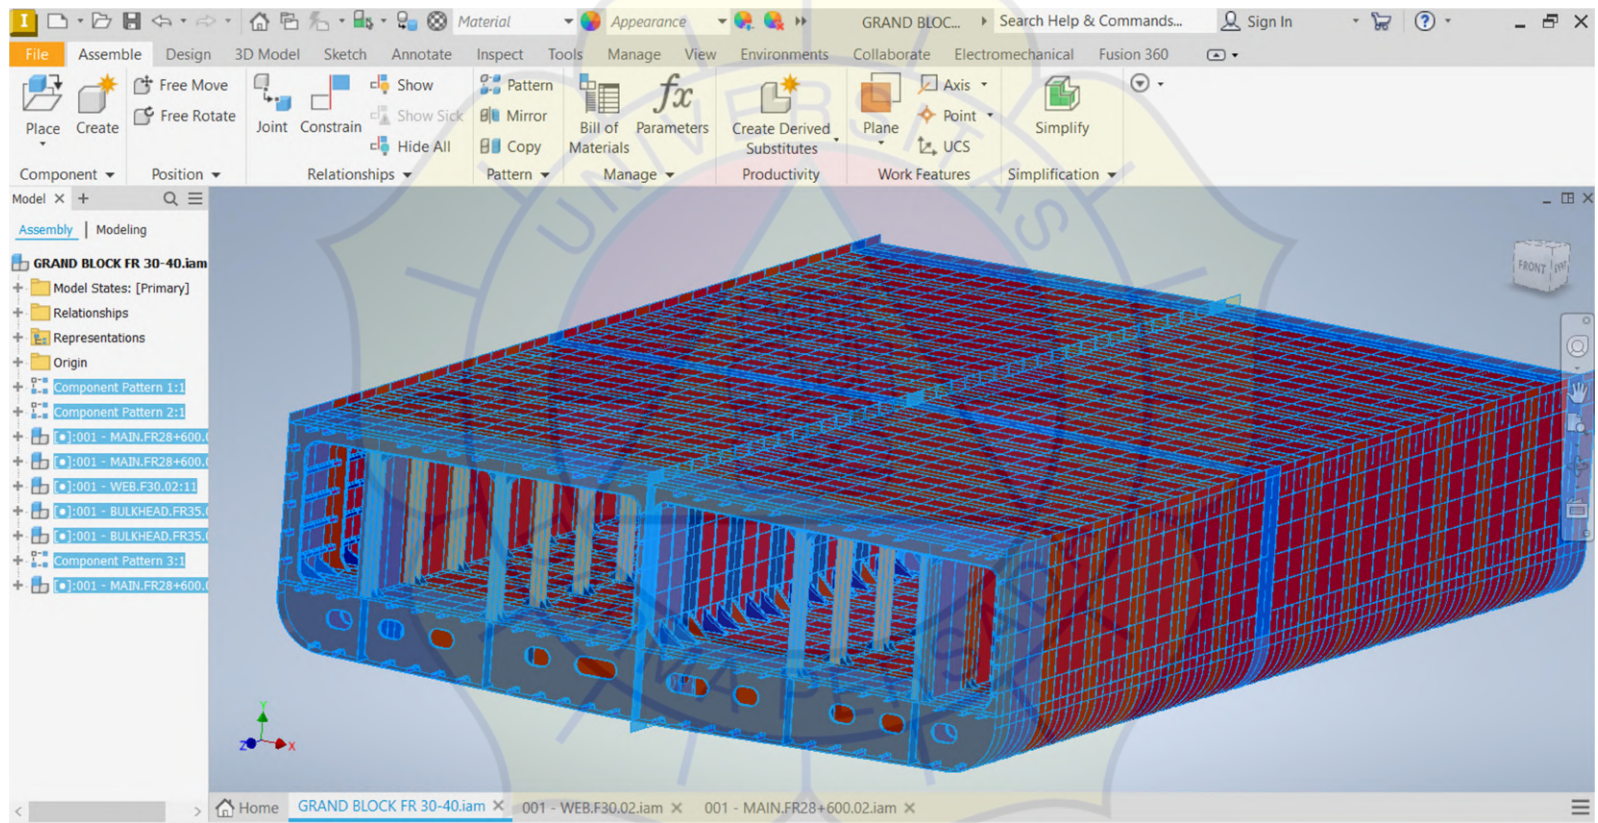 Material
Appearance
GRAND BLOC...
Search Help & Commands...
Sign In
File
Assemble
Design
3D Model
Sketch
Annotate
Inspect
Tools
Manage
View
Environments
Collaborate
Electromechanical
Fusion 360
Place
Create
Free Move
Free Rotate
Joint
Constrain
Show
Show Sick
Hide All
Pattern
Mirror
Copy
Bill of
Materials
Parameters
Create Derived
Substitutes
Plane
Axis
Point
UCS
Simplify
Component
Position
Relationships
Pattern
Manage
Productivity
Work Features
Simplification
Model
Assembly
Modeling
GRAND BLOCK FR 30-40.iam
Model States: [Primary]
Relationships
Representations
Origin
Component Pattern 1:1
Component Pattern 2:1
:001 - MAIN.FR28+600.0
:001 - MAIN.FR28+600.0
:001 - WEB.F30.02:11
:001 - BULKHEAD.FR35.0
:001 - BULKHEAD.FR35.0
Component Pattern 3:1
:001 - MAIN.FR28+600.0
FRONT
UNIVERSITAS
Y
Z
X
Home
GRAND BLOCK FR 30-40.iam
001 - WEB.F30.02.iam
001 - MAIN.FR28+600.02.iam